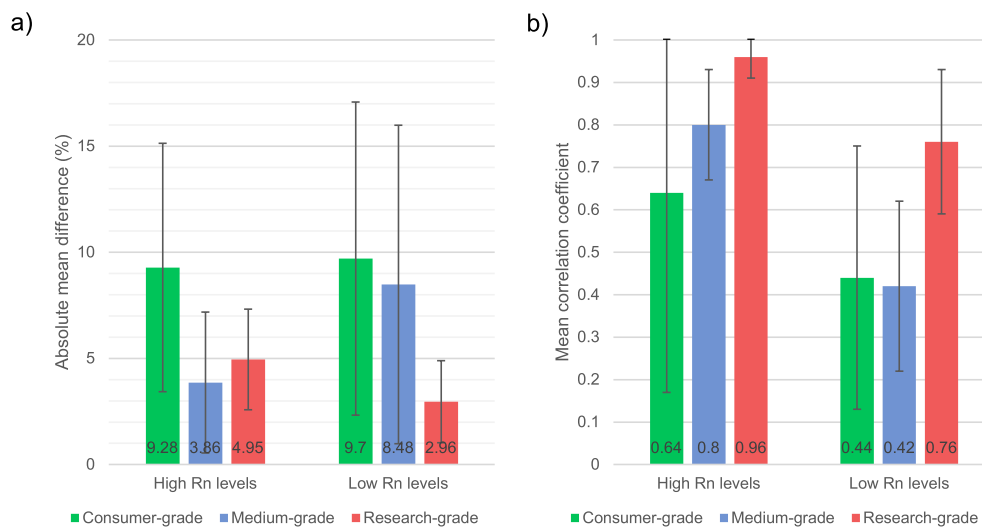 a)
Absolute mean difference (%)
20
15
10
5
0
9.28 3.86 4.95 9.7 8.48 2.96
High Rn levels Low Rn levels
Consumer-grade Medium-grade Research-grade
b)
Mean correlation coefficient
1
0.9
0.8
0.7
0.6
0.5
0.4
0.3
0.2
0.1
0
0.64 0.8 0.96 0.44 0.42 0.76
High Rn levels Low Rn levels
Consumer-grade Medium-grade Research-grade